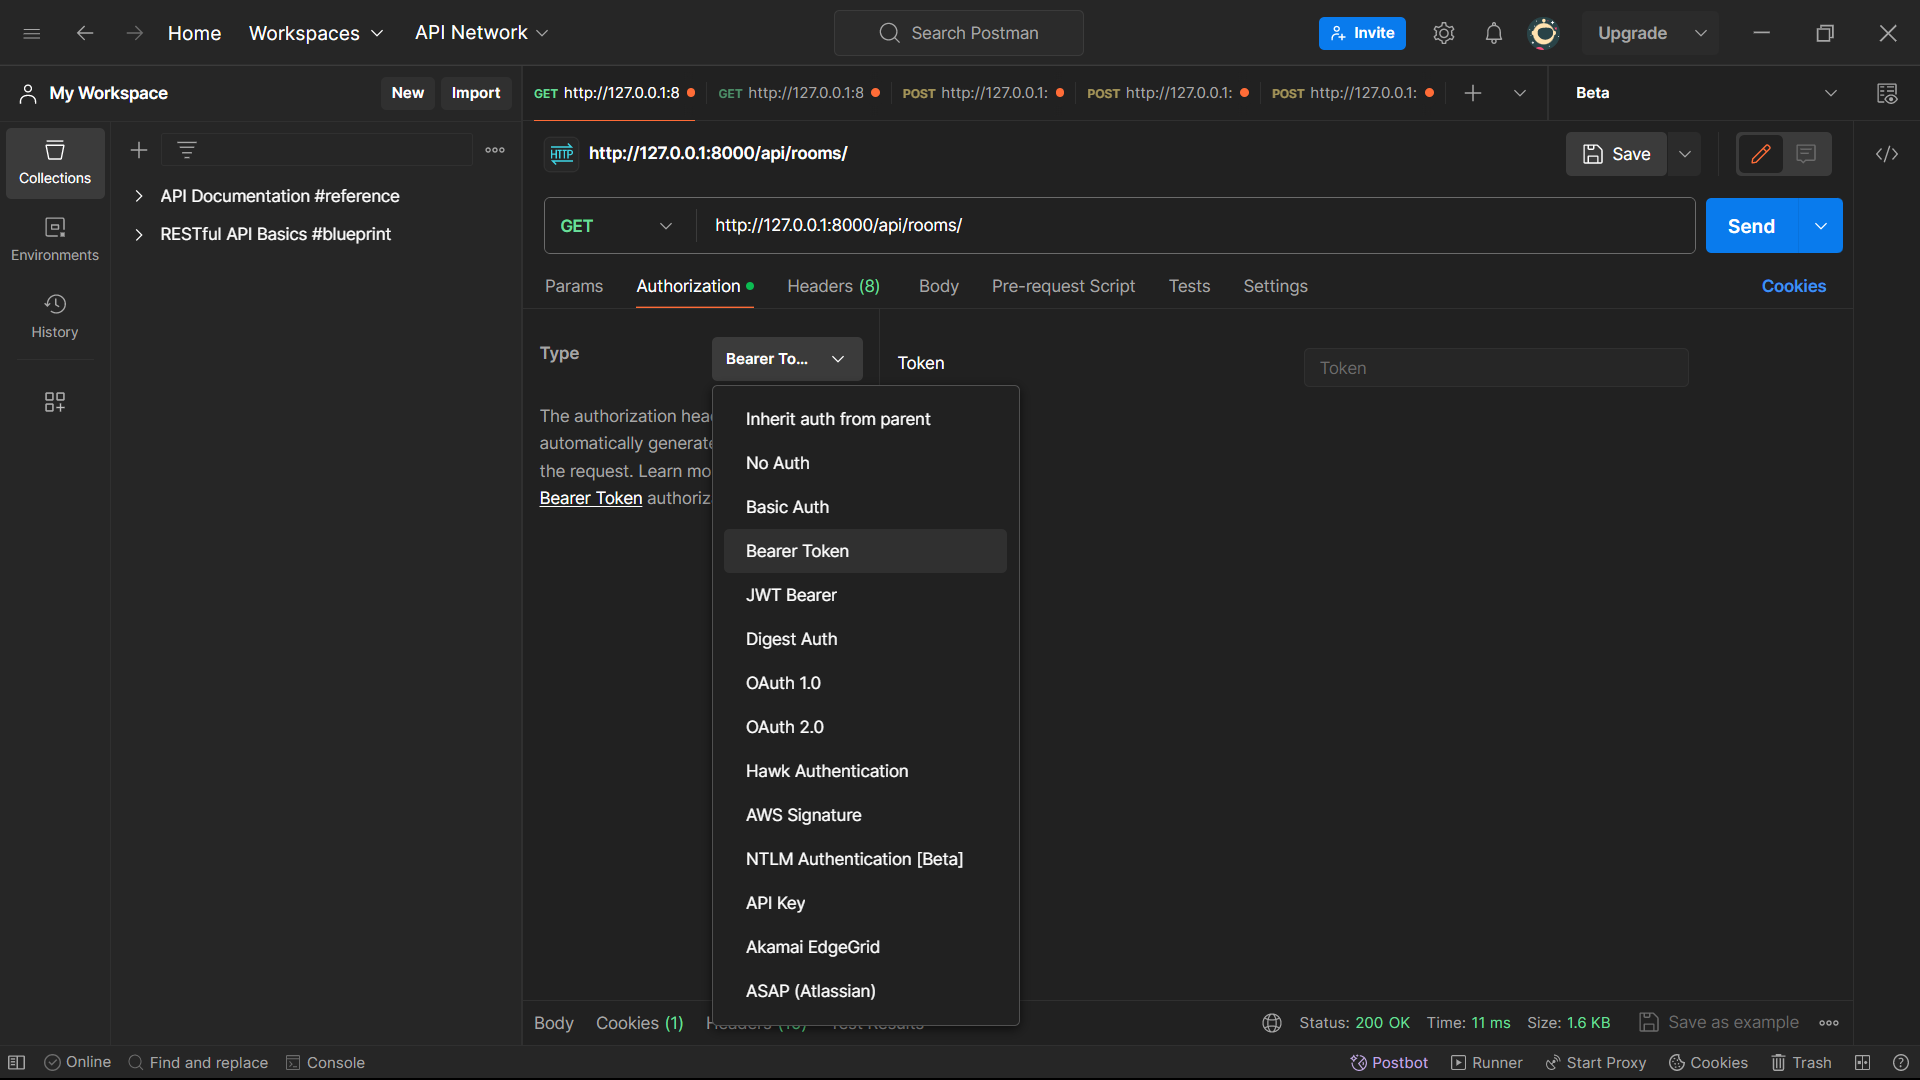 Home
Workspaces
API Network
Search Postman
Invite
Upgrade
My Workspace
New
Import
GET http://127.0.0.1:8
GET http://127.0.0.1:8
POST http://127.0.0.1:
POST http://127.0.0.1:
POST http://127.0.0.1:
Beta
Collections
Environments
History
API Documentation #reference
RESTful API Basics #blueprint
HTTP
http://127.0.0.1:8000/api/rooms/
Save
GET
http://127.0.0.1:8000/api/rooms/
Send
Params
Authorization
Headers (8)
Body
Pre-request Script
Tests
Settings
Cookies
Type
Bearer To...
Token
Token
The authorization hea
automatically generate
the request. Learn mo
Bearer Token authoriz
Inherit auth from parent
No Auth
Basic Auth
Bearer Token
JWT Bearer
Digest Auth
OAuth 1.0
OAuth 2.0
Hawk Authentication
AWS Signature
NTLM Authentication [Beta]
API Key
Akamai EdgeGrid
ASAP (Atlassian)
Body
Cookies (1)
Status: 200 OK
Time: 11 ms
Size: 1.6 KB
Save as example
Online
Find and replace
Console
Postbot
Runner
Start Proxy
Cookies
Trash